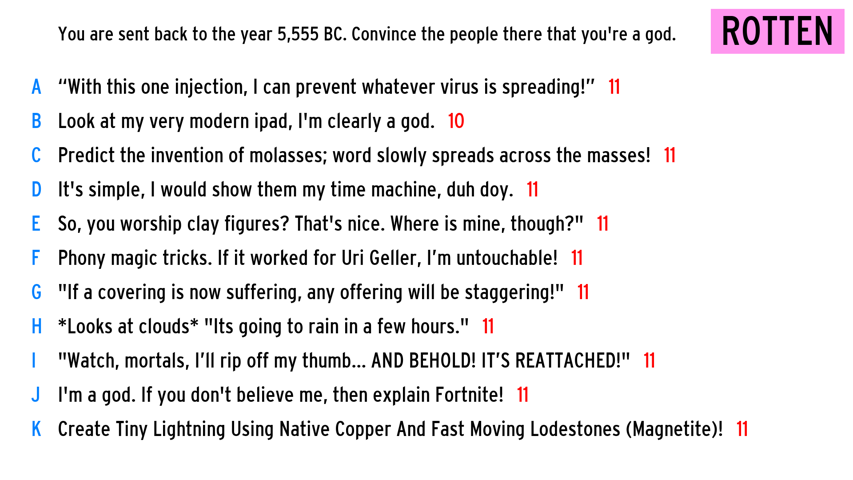 You are sent back to the year 5,555 BC. Convince the people there that you're a god.
ROTTEN
A “With this one injection, I can prevent whatever virus is spreading!” 11
B Look at my very modern ipad, I'm clearly a god. 10
C Predict the invention of molasses; word slowly spreads across the masses! 11
D It's simple, I would show them my time machine, duh doy. 11
E So, you worship clay figures? That's nice. Where is mine, though?" 11
F Phony magic tricks. If it worked for Uri Geller, I’m untouchable! 11
G "If a covering is now suffering, any offering will be staggering!" 11
H *Looks at clouds* "Its going to rain in a few hours." 11
I "Watch, mortals, I’ll rip off my thumb... AND BEHOLD! IT’S REATTACHED!" 11
J I'm a god. If you don't believe me, then explain Fortnite! 11
K Create Tiny Lightning Using Native Copper And Fast Moving Lodestones (Magnetite)! 11